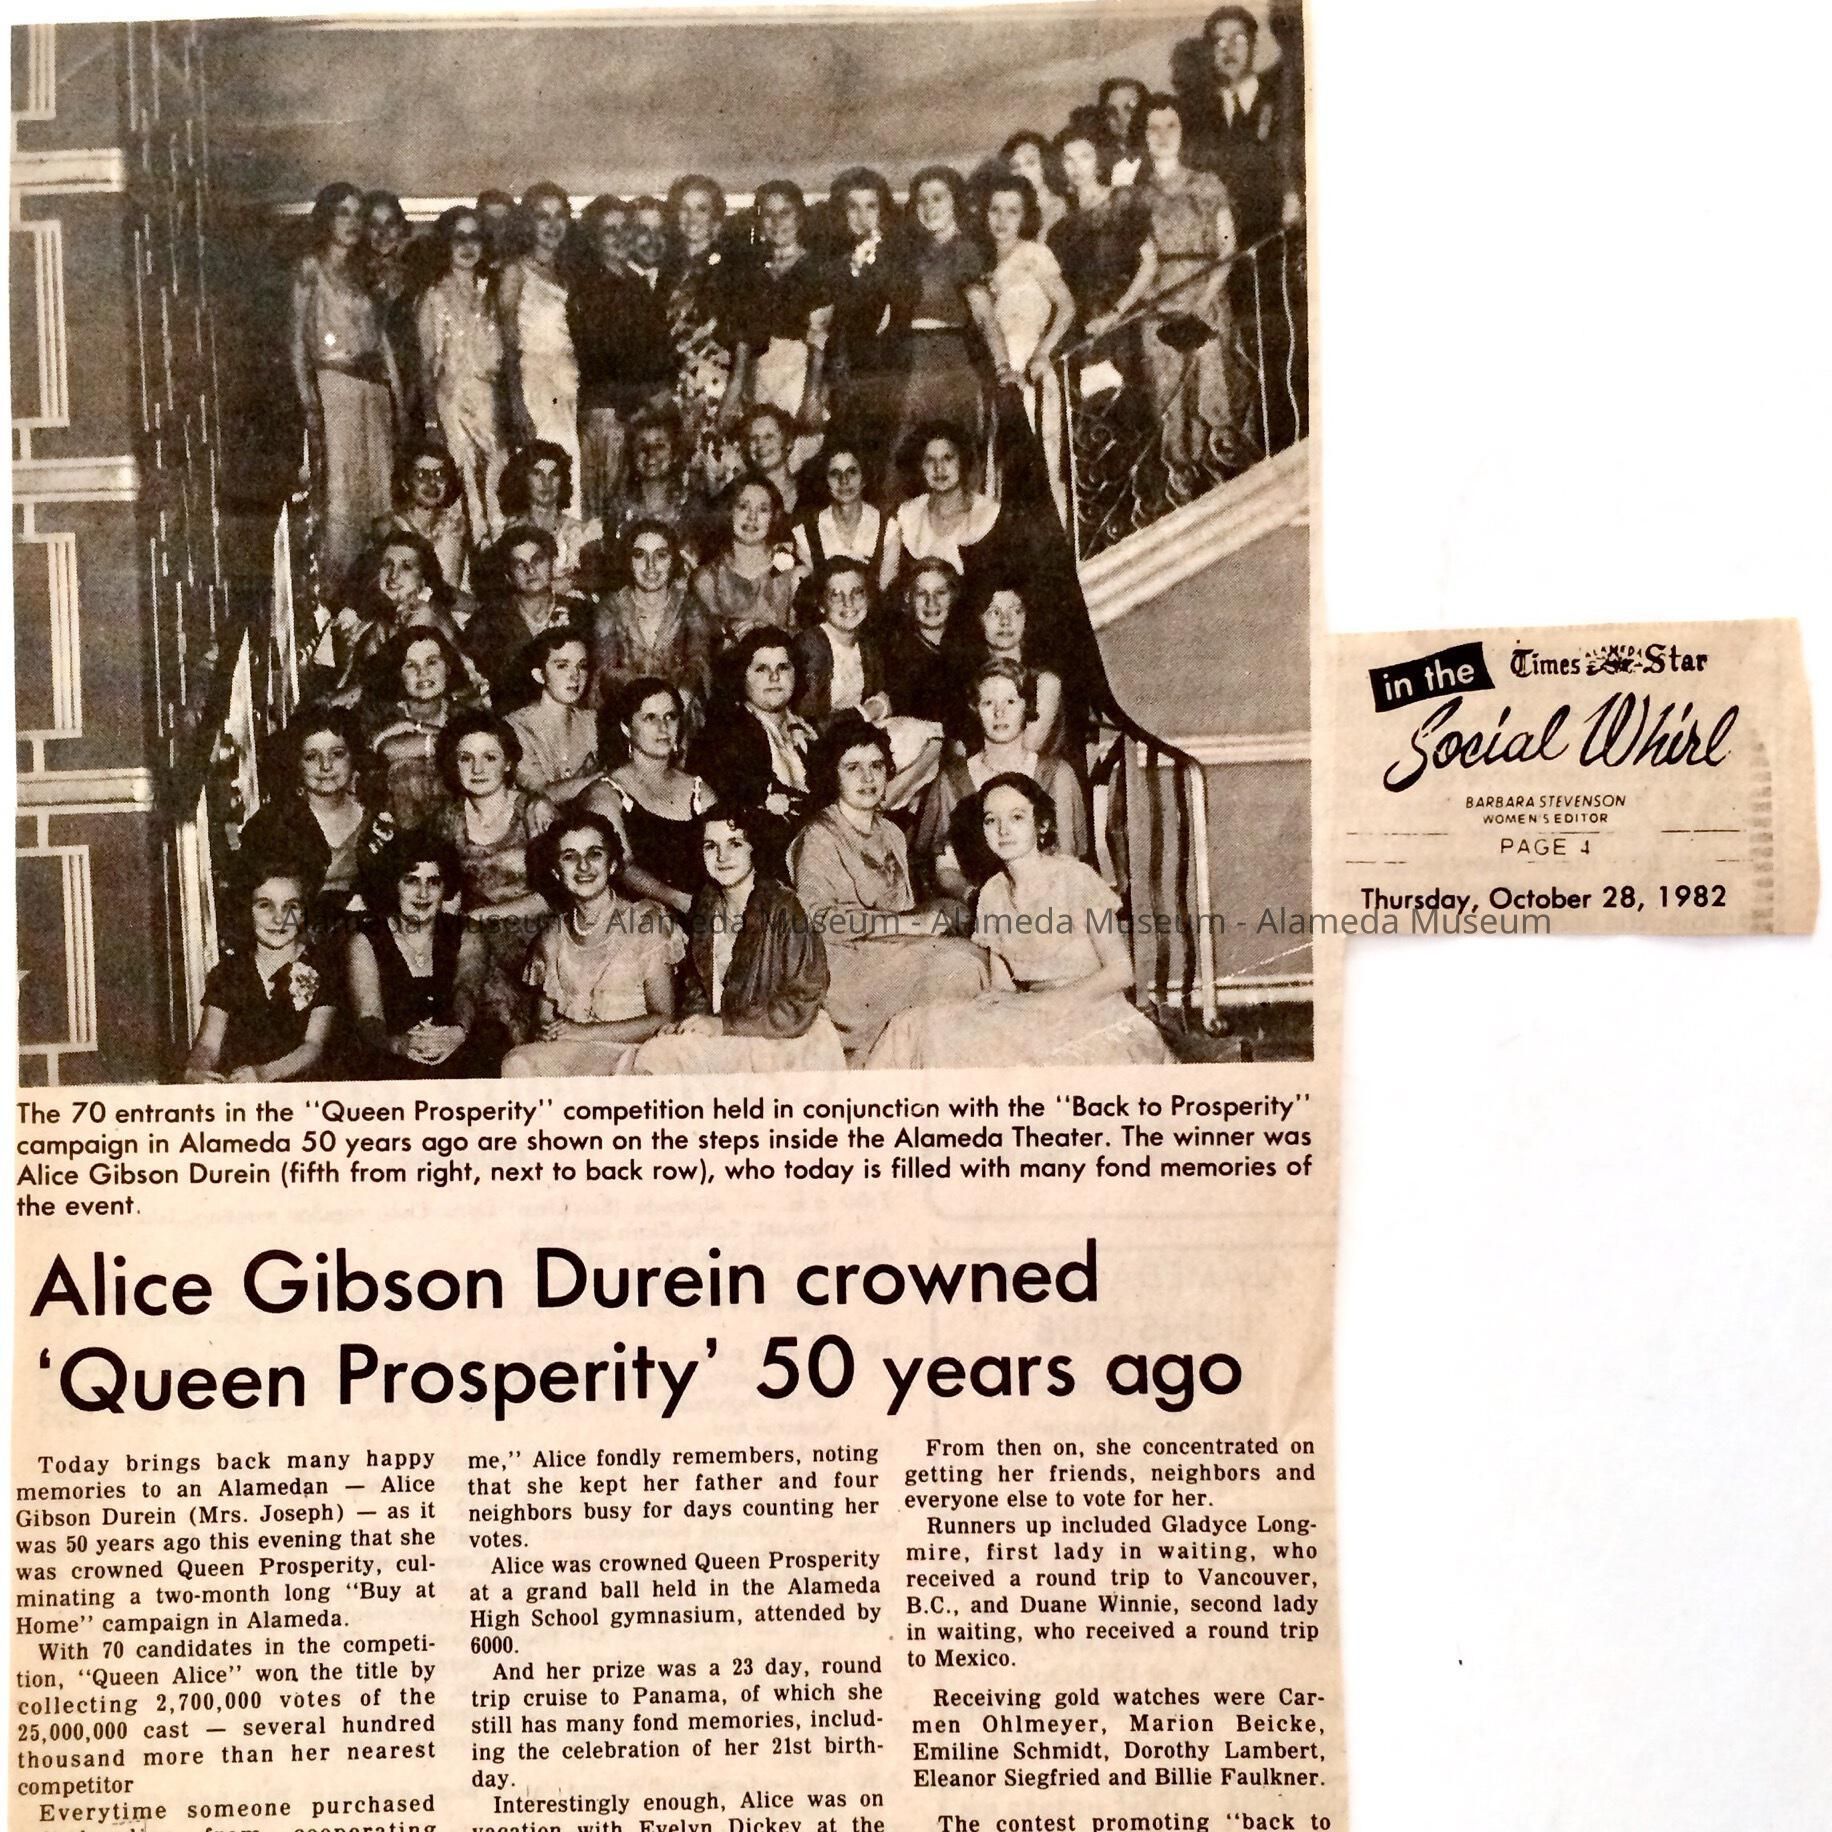 in the Times ALAMEDA Star
Social Whirl
BARBARA STEVENSON
WOMEN'S EDITOR
PAGE 4
Thursday, October 28, 1982
Alameda Museum - Alameda Museum - Alameda Museum - Alameda Museum
The 70 entrants in the "Queen Prosperity" competition held in conjunction with the "Back to Prosperity"
campaign in Alameda 50 years ago are shown on the steps inside the Alameda Theater. The winner was
Alice Gibson Durein (fifth from right, next to back row), who today is filled with many fond memories of
the event.
Alice Gibson Durein crowned
'Queen Prosperity' 50 years ago
Today brings back many happy
memories to an Alamedan — Alice
Gibson Durein (Mrs. Joseph) — as it
was 50 years ago this evening that she
was crowned Queen Prosperity, cul-
minating a two-month long "Buy at
Home" campaign in Alameda.
With 70 candidates in the competi-
tion, "Queen Alice" won the title by
collecting 2,700,000 votes of the
25,000,000 cast — several hundred
thousand more than her nearest
competitor
Everytime someone purchased
from cooperating
me," Alice fondly remembers, noting
that she kept her father and four
neighbors busy for days counting her
votes.
Alice was crowned Queen Prosperity
at a grand ball held in the Alameda
High School gymnasium, attended by
6000.
And her prize was a 23 day, round
trip cruise to Panama, of which she
still has many fond memories, includ-
ing the celebration of her 21st birth-
day.
Interestingly enough, Alice was on
vacation with Evelyn Dickey at the
From then on, she concentrated on
getting her friends, neighbors and
everyone else to vote for her.
Runners up included Gladyce Long-
mire, first lady in waiting, who
received a round trip to Vancouver,
B.C., and Duane Winnie, second lady
in waiting, who received a round trip
to Mexico.
Receiving gold watches were Car-
men Ohlmeyer, Marion Beicke,
Emiline Schmidt, Dorothy Lambert,
Eleanor Siegfried and Billie Faulkner.
The contest promoting "back to